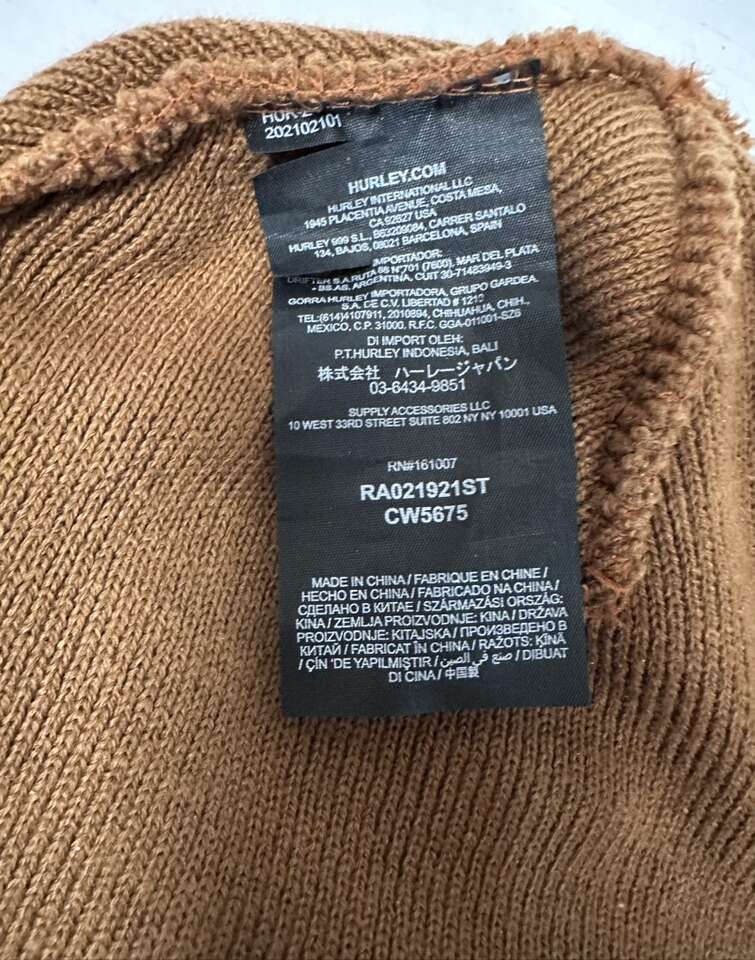 202102101
HURLEY.COM
HURLEY INTERNATIONAL LLC
1945 PLACENTIA AVENUE, COSTA MESA,
CA 92627 USA
HURLEY 999 S.L., B63209084, CARRER SANTALO
134, BAJOS, 08021 BARCELONA, SPAIN
IMPORTADOR:
DRIFTER S.A RUTA 88 N°701 (7600). MAR DEL PLATA
- BS.AS. ARGENTINA, CUIT 30-71483949-3
GORRA HURLEY IMPORTADORA, GRUPO GARDEA.
S.A. DE C.V. LIBERTAD # 1210
TEL:(614)4107911, 2010894, CHIHUAHUA, CHIH.,
MEXICO, C.P. 31000. R.F.C. GGA-011001-SZ6
DI IMPORT OLEH:
P.T.HURLEY INDONESIA, BALI
株式会社 ハーレージャパン
03-6434-9851
SUPPLY ACCESSORIES LLC
10 WEST 33RD STREET SUITE 802 NY NY 10001 USA
RN#161007
RA021921ST
CW5675
MADE IN CHINA / FABRIQUE EN CHINE /
HECHO EN CHINA / FABRICADO NA CHINA /
СДЕЛАНО В КИТАЕ / SZÁRMAZÁSI ORSZÁG:
KÍNA / ZEMLJA PROIZVODNJE: KINA / DRŽAVA
PROIZVODNJE: KITAJSKA / ПРОИЗВЕДЕНО В
КИТАЙ / FABRICAT ÎN CHINA / RAŽOTS: ĶĪNĀ
/ ÇİN 'DE YAPILMIŞTIR / صنع في الصين / DIBUAT
DI CINA / 中国製